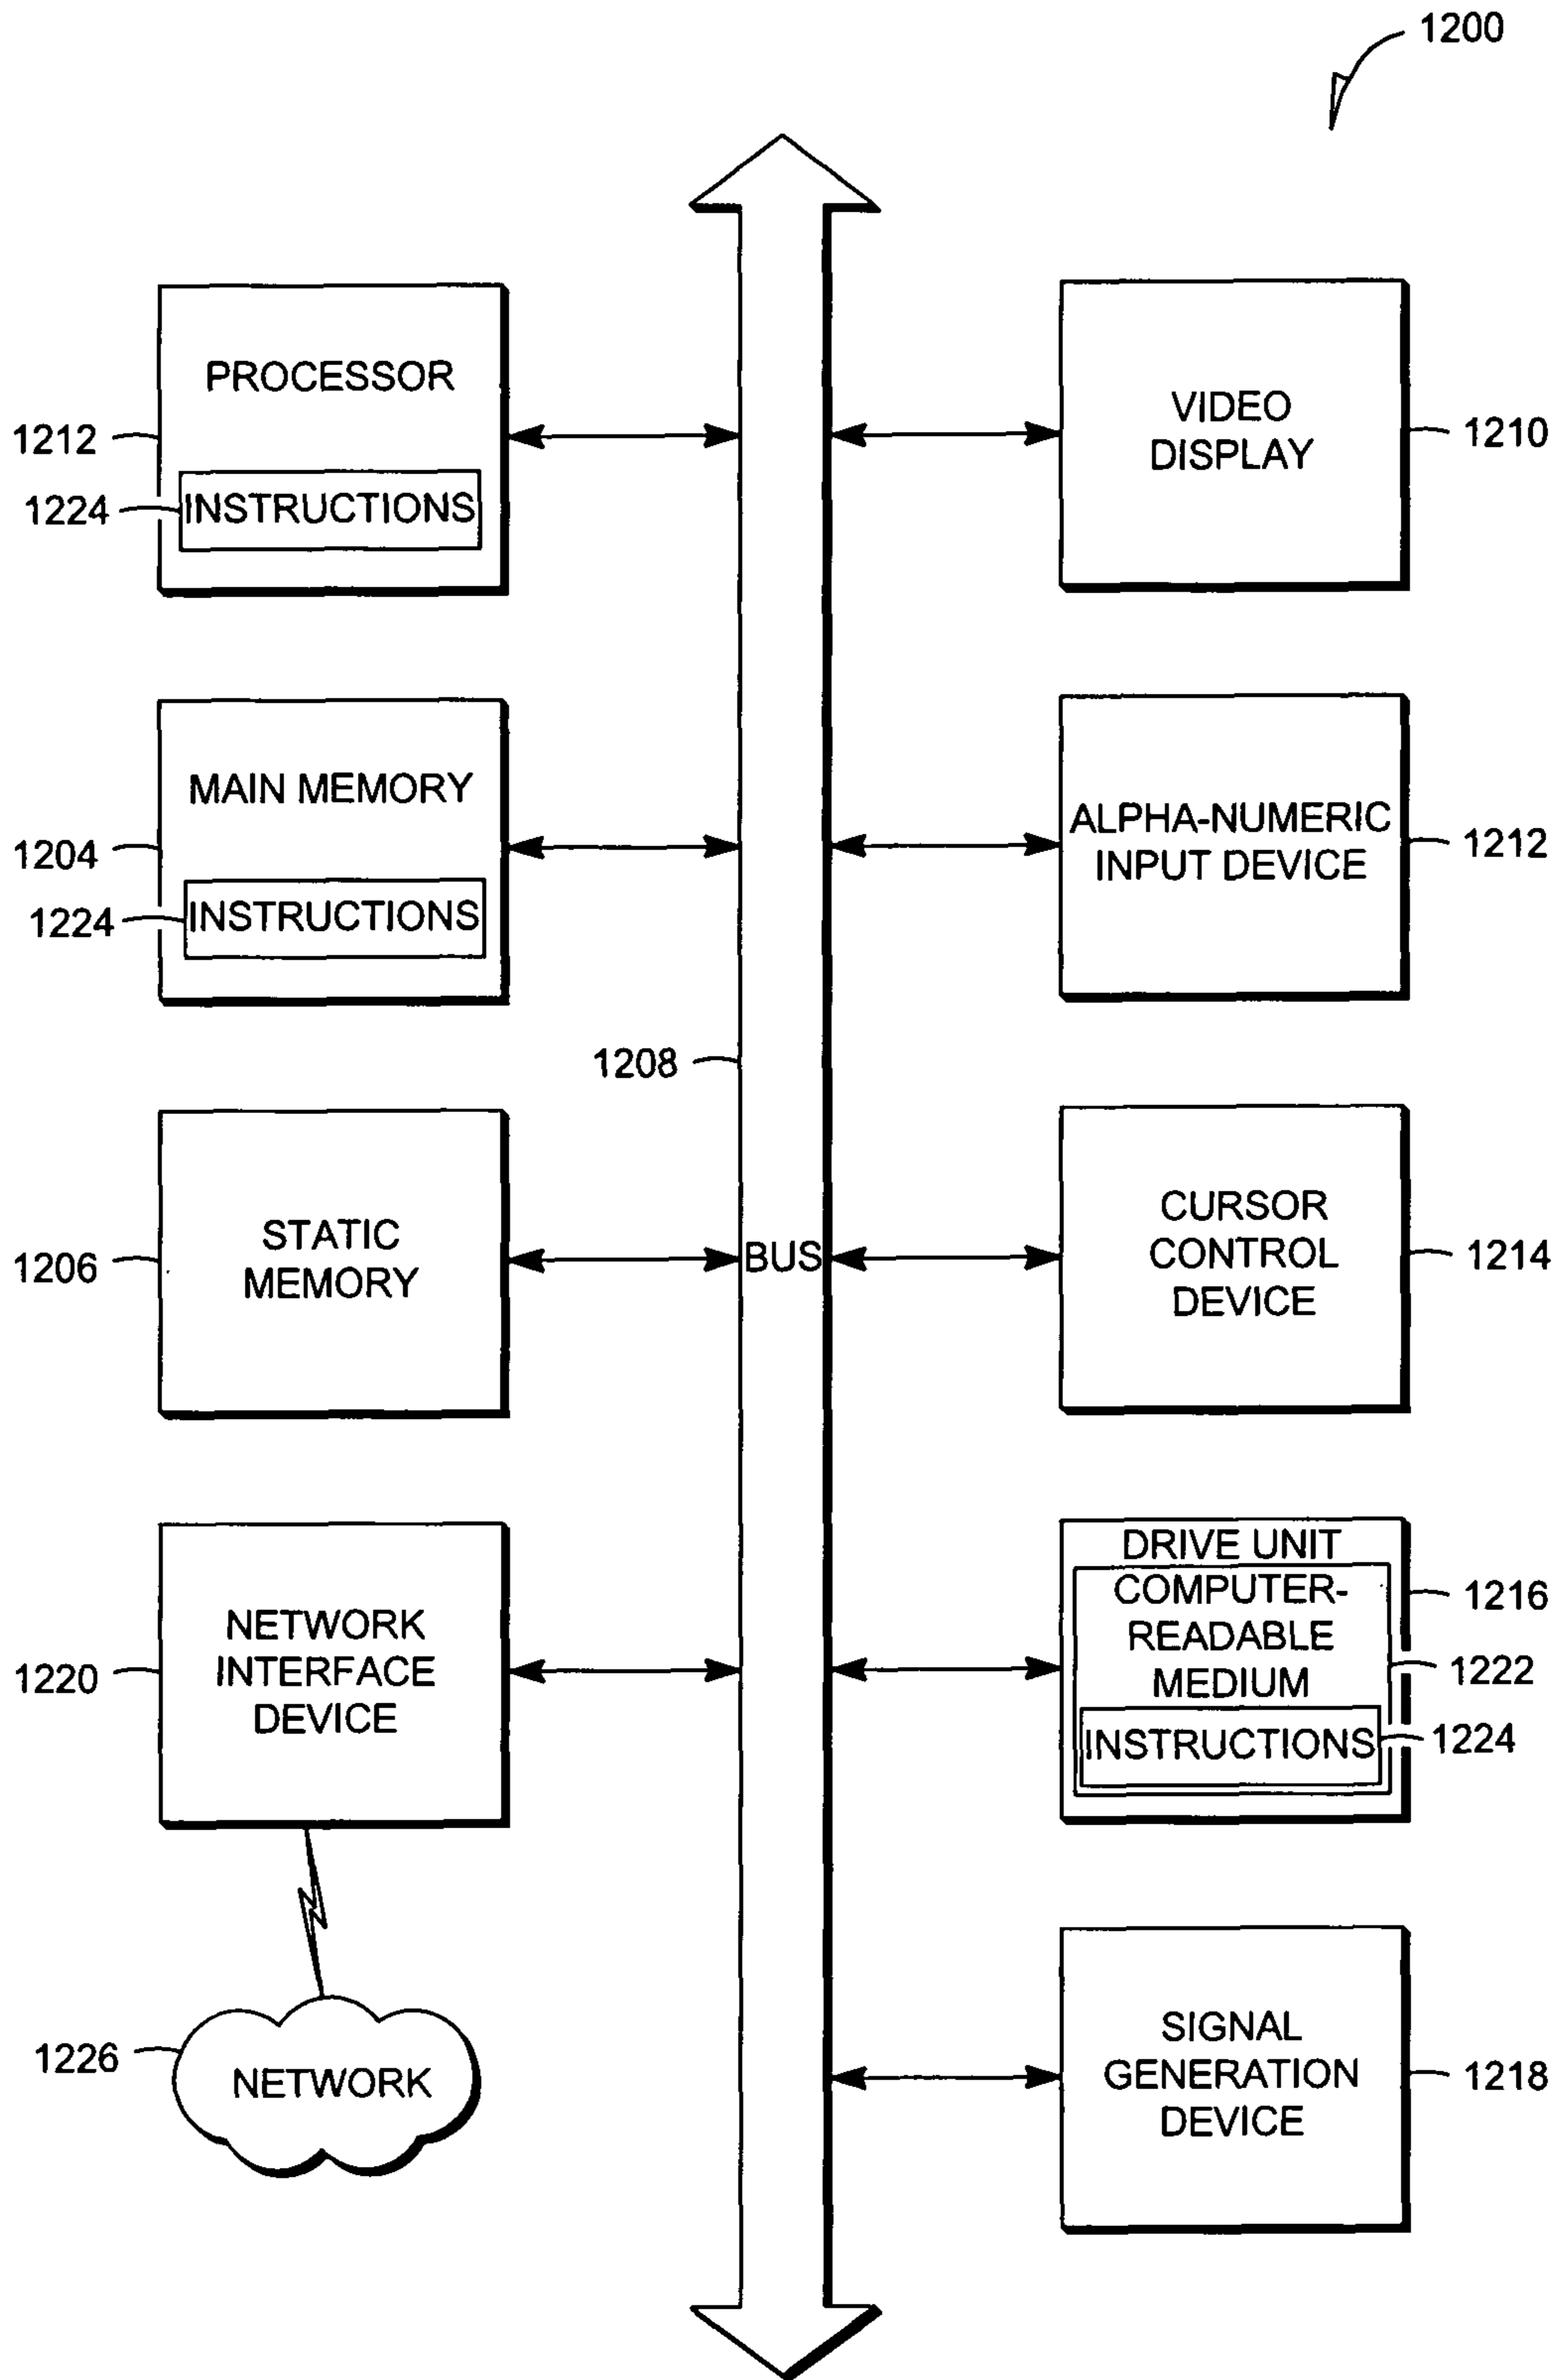 1200
PROCESSOR
1212
1224
INSTRUCTIONS
VIDEO
DISPLAY
1210
MAIN MEMORY
1204
1224
INSTRUCTIONS
ALPHA-NUMERIC
INPUT DEVICE
1212
1208
STATIC
MEMORY
1206
BUS
CURSOR
CONTROL
DEVICE
1214
NETWORK
INTERFACE
DEVICE
1220
DRIVE UNIT
COMPUTER-
READABLE
MEDIUM
1216
1222
INSTRUCTIONS
1224
1226
NETWORK
SIGNAL
GENERATION
DEVICE
1218